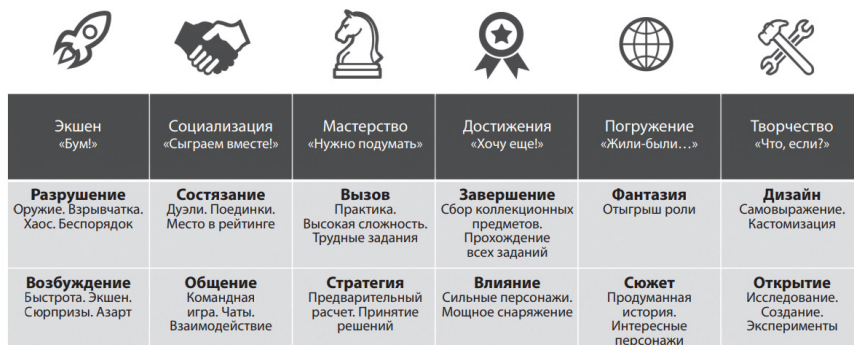 Экшен
«Бум!»
Социализация
«Сыграем вместе!»
Мастерство
«Нужно подумать»
Достижения
«Хочу еще!»
Погружение
«Жили-были…»
Творчество
«Что, если?»
Разрушение
Оружие. Взрывчатка.
Хаос. Беспорядок
Состязание
Дуэли. Поединки.
Место в рейтинге
Вызов
Практика.
Высокая сложность.
Трудные задания
Завершение
Сбор коллекционных
предметов.
Прохождение
всех заданий
Фантазия
Отыгрыш роли
Дизайн
Самовыражение.
Кастомизация
Возбуждение
Быстрота. Экшен.
Сюрпризы. Азарт
Общение
Командная
игра. Чаты.
Взаимодействие
Стратегия
Предварительный
расчет. Принятие
решений
Влияние
Сильные персонажи.
Мощное снаряжение
Сюжет
Продуманная
история.
Интересные
персонажи
Открытие
Исследование.
Создание.
Эксперименты